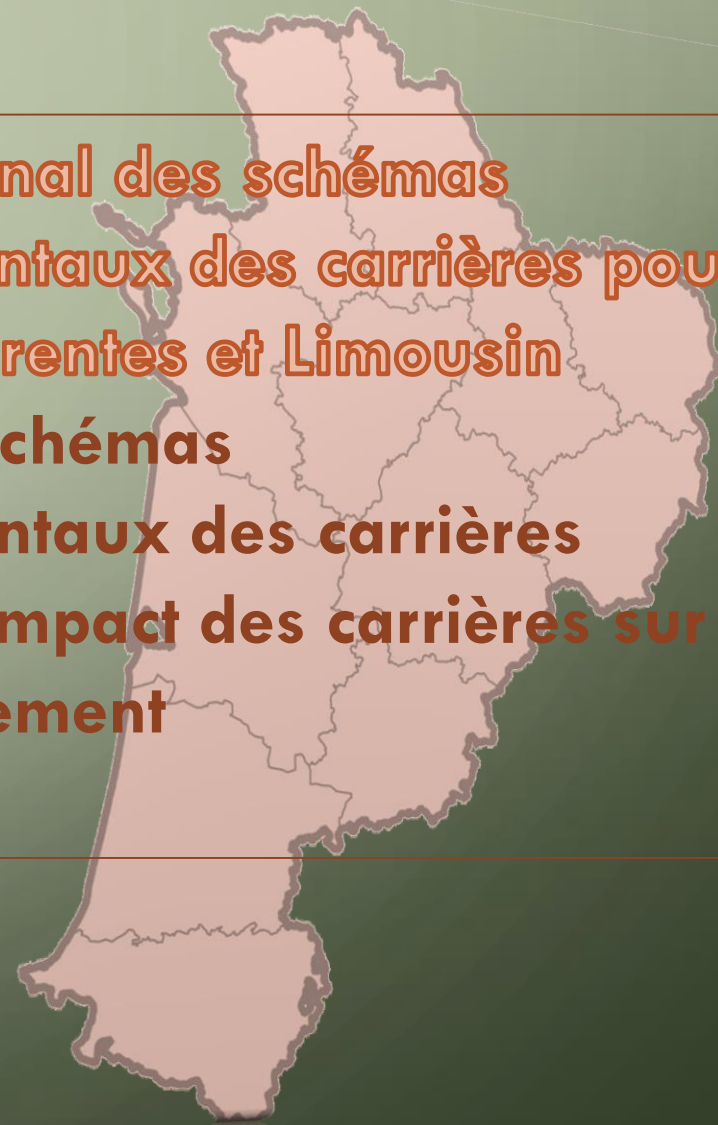 nal des schémas
ntaux des carrières pou
rentes et Limousin
chémas
ntaux des carrières
mpact des carrières sur
ement